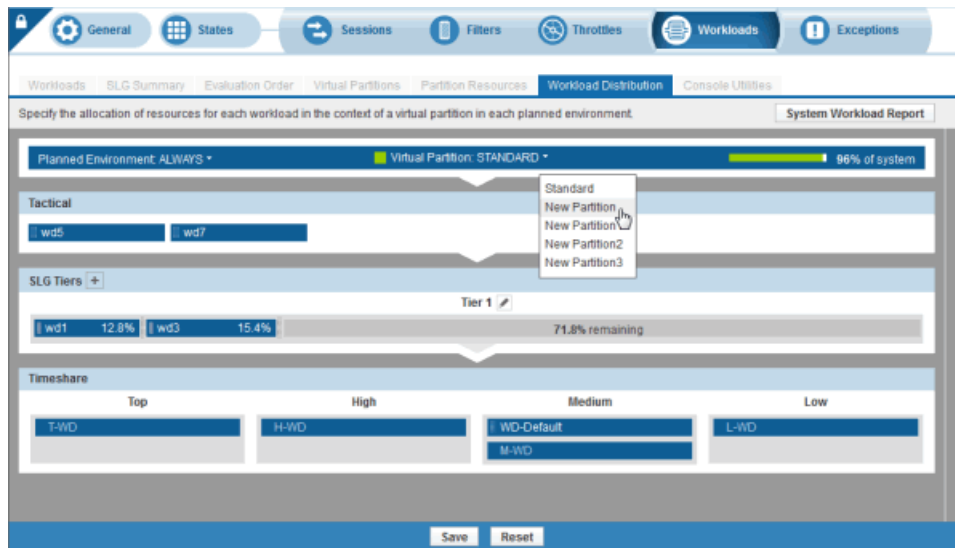 General States Sessions Filters Throttles Workloads Exceptions
Workloads SLG Summary Evaluation Order Virtual Partitions Partition Resources Workload Distribution Console Utilities
Specify the allocation of resources for each workload in the context of a virtual partition in each planned environment. System Workload Report
Planned Environment: ALWAYS Virtual Partition: STANDARD 96% of system
Standard
New Partition
New Partition
New Partition2
New Partition3
Tactical
wd5 wd7
SLG Tiers +
Tier 1
wd1 12.8% wd3 15.4% 71.8% remaining
Timeshare
Top High Medium Low
T-WD H-WD WD-Default L-WD
M-WD
Save Reset